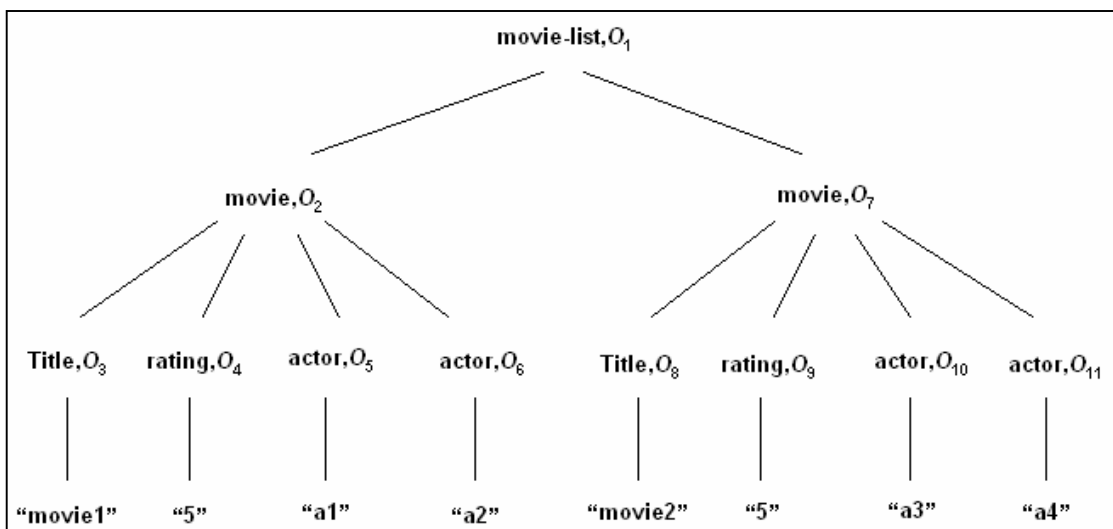 movie-list,O₁
movie,O₂ movie,O₇
Title,O₃ rating,O₄ actor,O₅ actor,O₆ Title,O₈ rating,O₉ actor,O₁₀ actor,O₁₁
“movie1” “5” “a1” “a2” “movie2” “5” “a3” “a4”